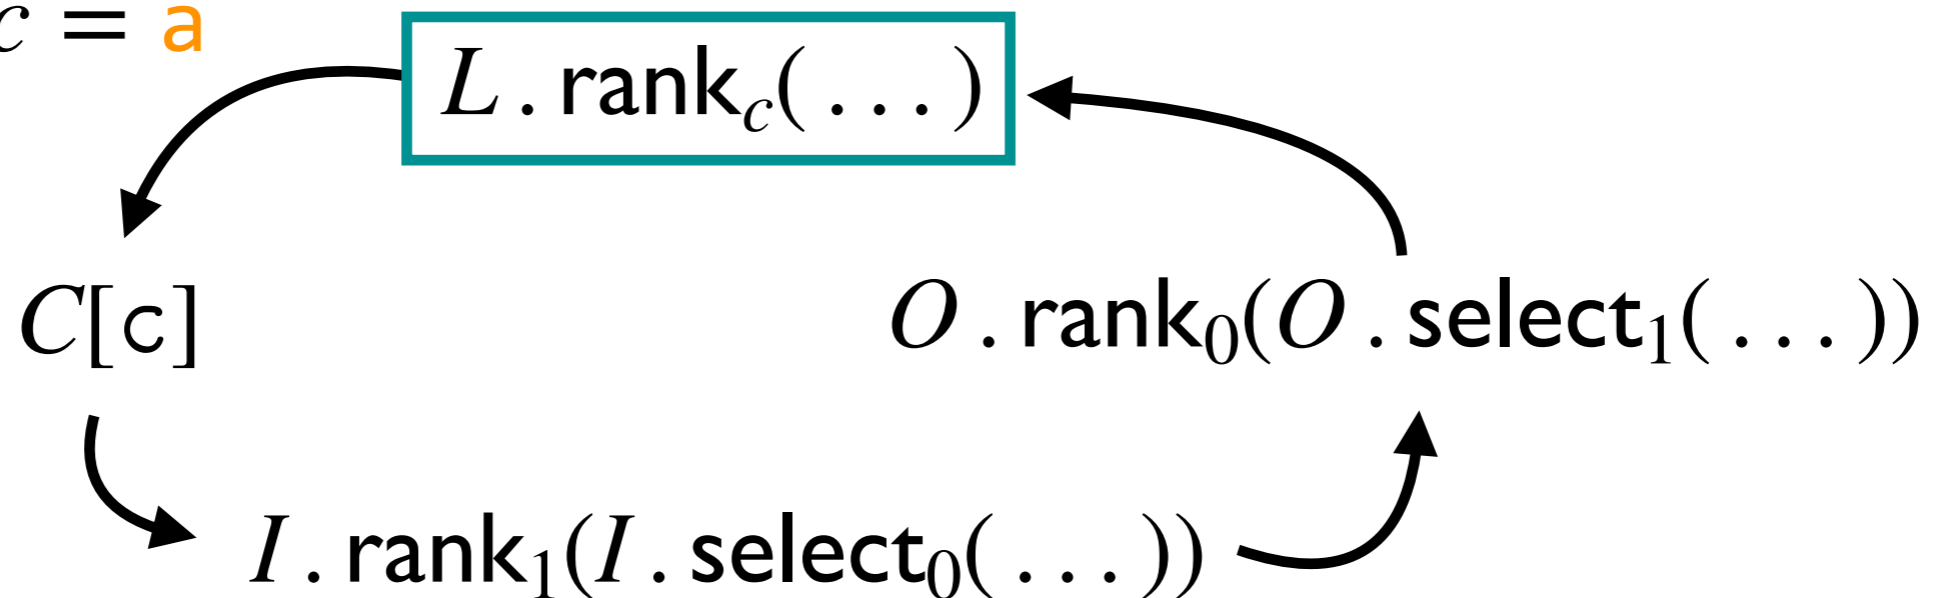 c = a
L . rank_c( . . . )
C[c]
O . rank_0(O . select_1( . . . ))
I . rank_1(I . select_0( . . . ))